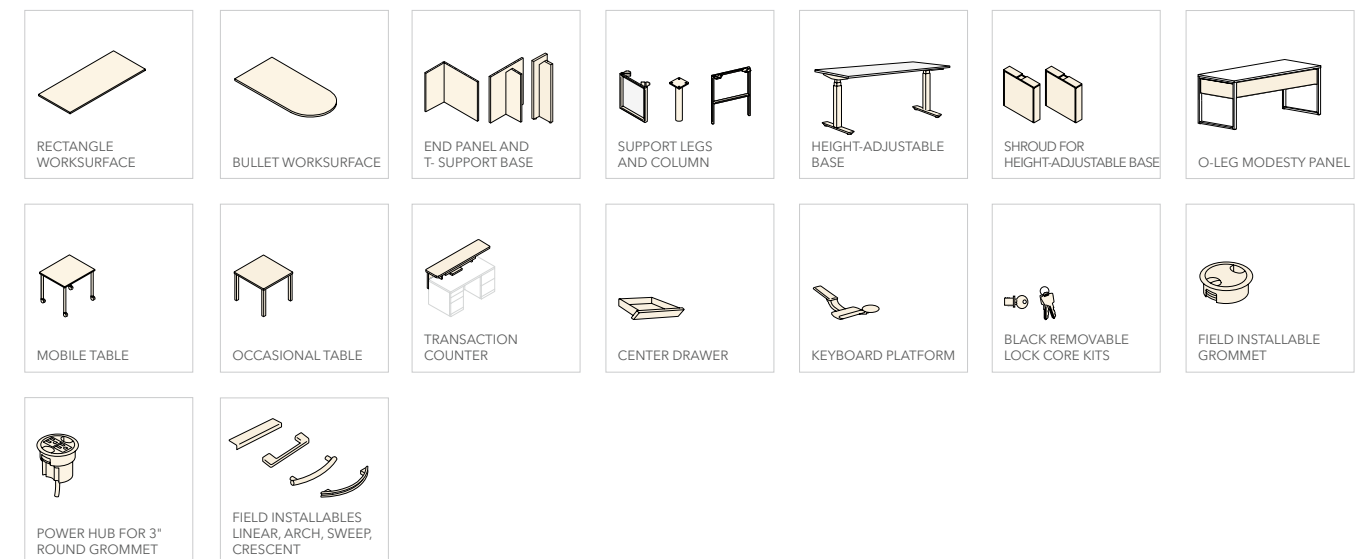 RECTANGLE
WORKSURFACE
BULLET WORKSURFACE
END PANEL AND
T- SUPPORT BASE
SUPPORT LEGS
AND COLUMN
HEIGHT-ADJUSTABLE
BASE
SHROUD FOR
HEIGHT-ADJUSTABLE BASE
O-LEG MODESTY PANEL
MOBILE TABLE
OCCASIONAL TABLE
TRANSACTION
COUNTER
CENTER DRAWER
KEYBOARD PLATFORM
BLACK REMOVABLE
LOCK CORE KITS
FIELD INSTALLABLE
GROMMET
POWER HUB FOR 3"
ROUND GROMMET
FIELD INSTALLABLES
LINEAR, ARCH, SWEEP,
CRESCENT